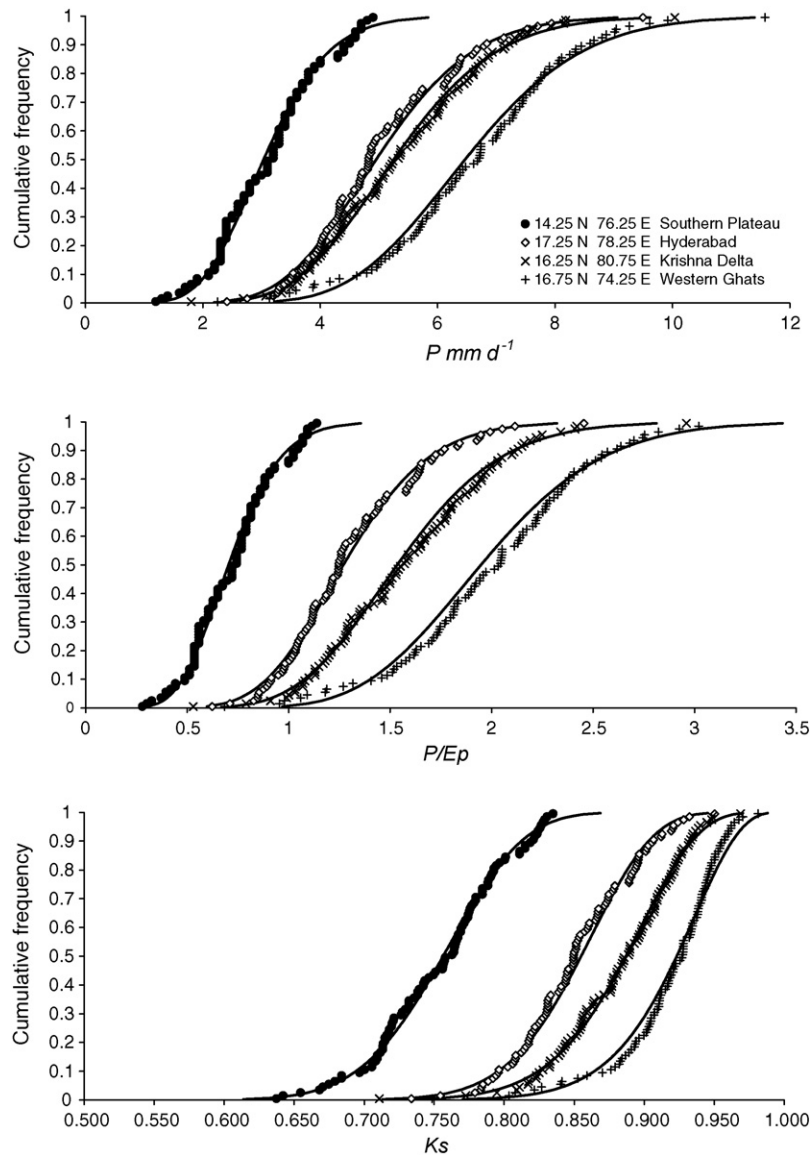 Cumulative frequency
1
0.9
0.8
0.7
0.6
0.5
0.4
0.3
0.2
0.1
0
0 2 4 6 8 10 12
P mm d⁻¹
14.25 N 76.25 E Southern Plateau
17.25 N 78.25 E Hyderabad
16.25 N 80.75 E Krishna Delta
16.75 N 74.25 E Western Ghats
Cumulative frequency
1
0.9
0.8
0.7
0.6
0.5
0.4
0.3
0.2
0.1
0
0 0.5 1 1.5 2 2.5 3 3.5
P/Ep
Cumulative frequency
1
0.9
0.8
0.7
0.6
0.5
0.4
0.3
0.2
0.1
0
0.500 0.550 0.600 0.650 0.700 0.750 0.800 0.850 0.900 0.950 1.000
Ks